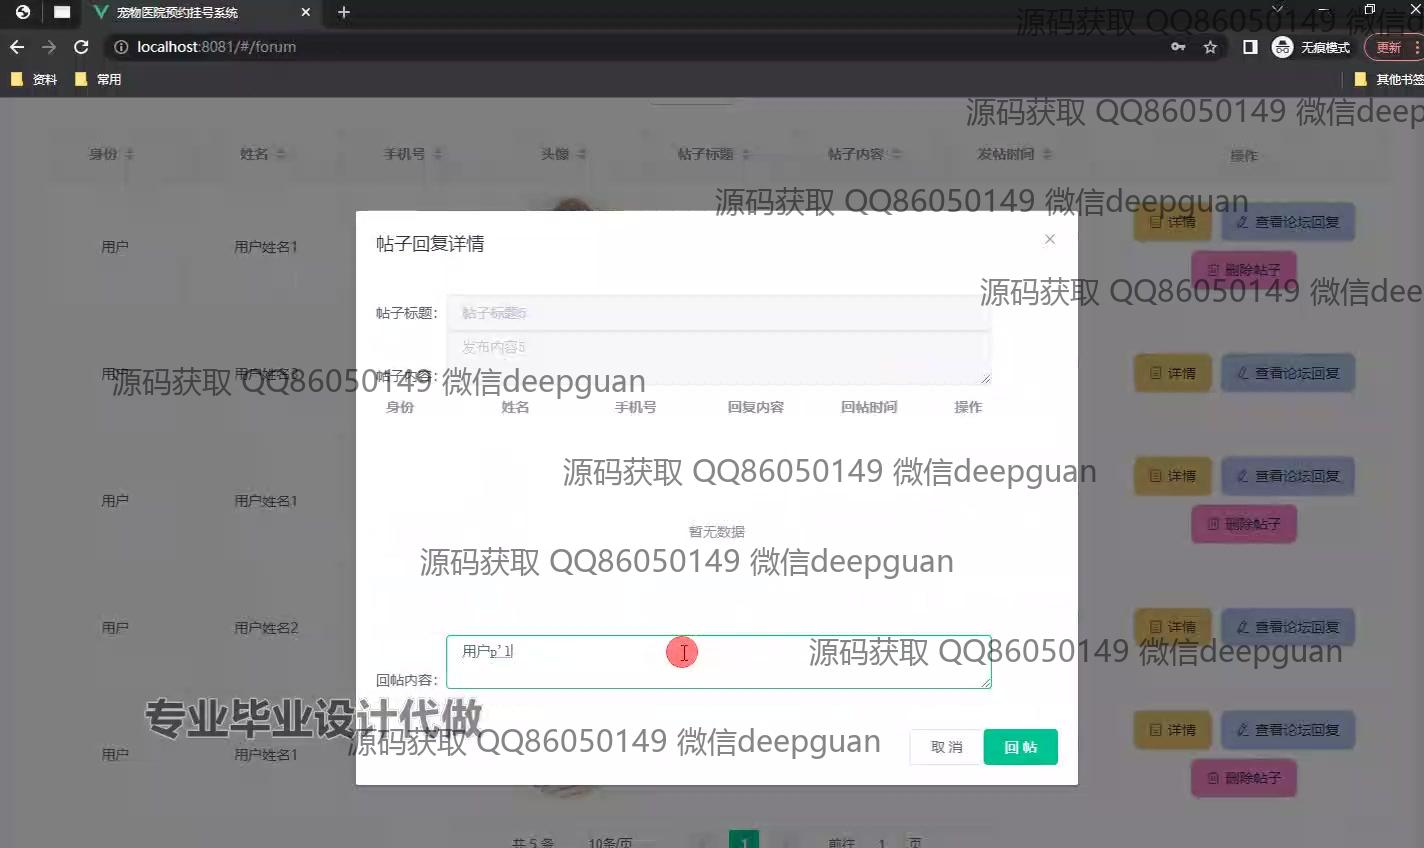 宠物医院预约挂号系统
localhost:8081/#/forum
无痕模式
更新
资料
常用
其他书签
源码获取 QQ86050149 微信d
源码获取 QQ86050149 微信deep
身份 姓名 手机号 头像 帖子标题 帖子内容 发帖时间 操作
源码获取 QQ86050149 微信deepguan
用户 用户姓名1 详情 查看论坛回复
删除帖子
帖子回复详情
源码获取 QQ86050149 微信dee
帖子标题: 帖子标题5
发布内容5
帖子内容:
用户 用户姓名3 详情 查看论坛回复
源码获取 QQ86050149 微信deepguan
身份 姓名 手机号 回复内容 回帖时间 操作
源码获取 QQ86050149 微信deepguan
用户 用户姓名1 详情 查看论坛回复
删除帖子
暂无数据
源码获取 QQ86050149 微信deepguan
用户 用户姓名2 详情 查看论坛回复
用户p'l
源码获取 QQ86050149 微信deepguan
回帖内容:
专业毕业设计代做
源码获取 QQ86050149 微信deepguan
取消 回帖
用户 用户姓名1 详情 查看论坛回复
删除帖子
共 5 条 10条/页 1 前往 1 页